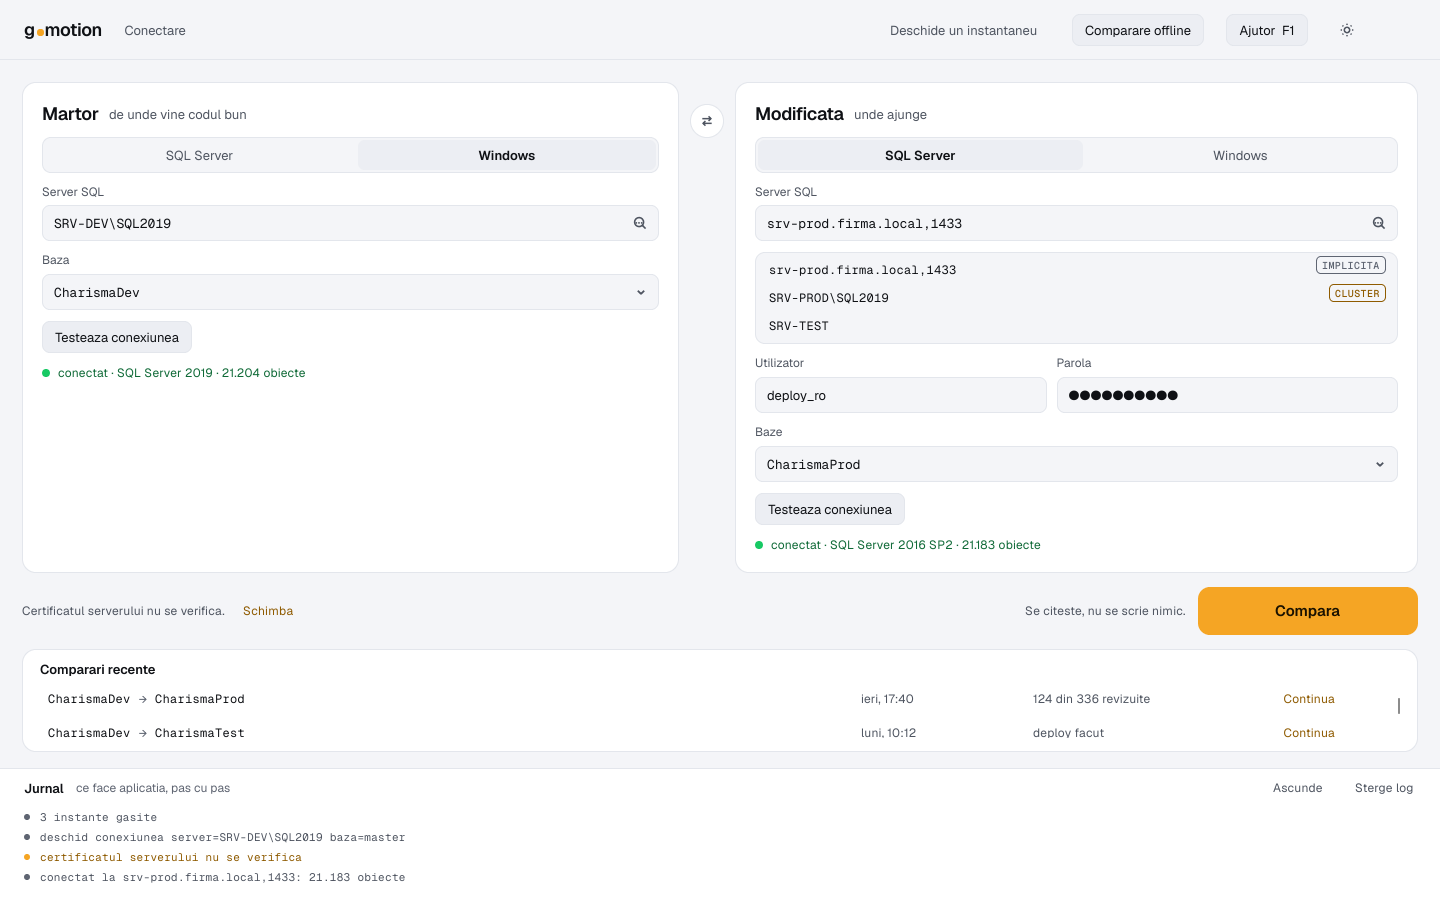 g●motion Conectare Deschide un instantaneu Comparare offline Ajutor F1
Martor de unde vine codul bun
SQL Server Windows
Server SQL
SRV-DEV\SQL2019
Baza
CharismaDev
Testeaza conexiunea
conectat · SQL Server 2019 · 21.204 obiecte
Modificata unde ajunge
SQL Server Windows
Server SQL
srv-prod.firma.local,1433
srv-prod.firma.local,1433 IMPLICITA
SRV-PROD\SQL2019 CLUSTER
SRV-TEST
Utilizator Parola
deploy_ro ●●●●●●●●●●
Baze
CharismaProd
Testeaza conexiunea
conectat · SQL Server 2016 SP2 · 21.183 obiecte
Certificatul serverului nu se verifica. Schimba Se citeste, nu se scrie nimic. Compara
Comparari recente
CharismaDev → CharismaProd ieri, 17:40 124 din 336 revizuite Continua
CharismaDev → CharismaTest luni, 10:12 deploy facut Continua
Jurnal ce face aplicatia, pas cu pas Ascunde Sterge log
3 instante gasite
deschid conexiunea server=SRV-DEV\SQL2019 baza=master
certificatul serverului nu se verifica
conectat la srv-prod.firma.local,1433: 21.183 obiecte